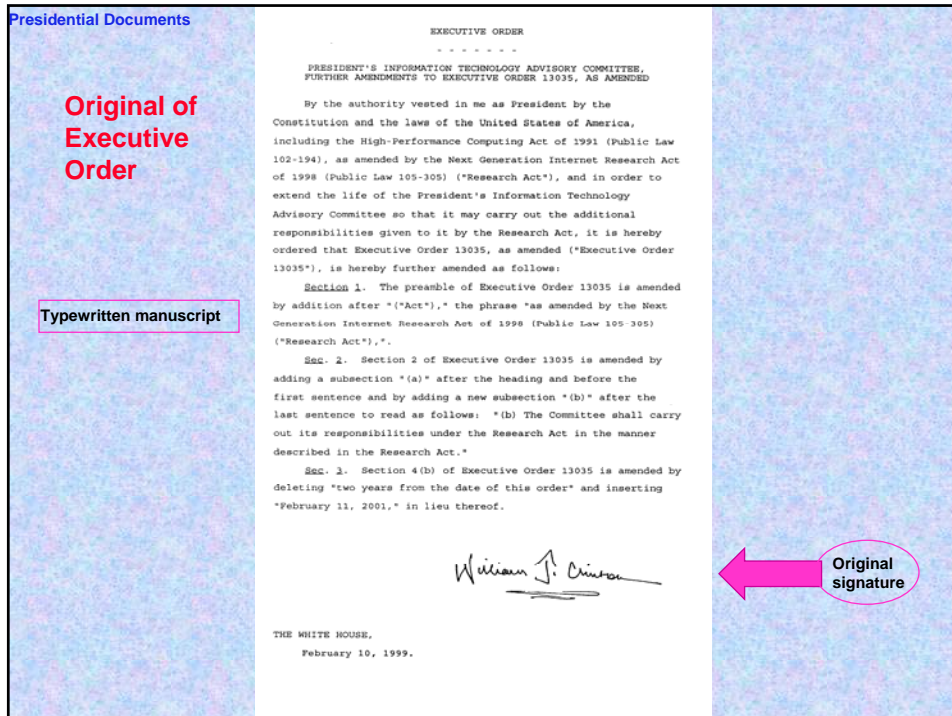 Presidential Documents
Original of
Executive
Order
Typewritten manuscript
EXECUTIVE ORDER
- - - - - - -
PRESIDENT'S INFORMATION TECHNOLOGY ADVISORY COMMITTEE,
FURTHER AMENDMENTS TO EXECUTIVE ORDER 13035, AS AMENDED
By the authority vested in me as President by the
Constitution and the laws of the United States of America,
including the High-Performance Computing Act of 1991 (Public Law
102-194), as amended by the Next Generation Internet Research Act
of 1998 (Public Law 105-305) ("Research Act"), and in order to
extend the life of the President's Information Technology
Advisory Committee so that it may carry out the additional
responsibilities given to it by the Research Act, it is hereby
ordered that Executive Order 13035, as amended ("Executive Order
13035"), is hereby further amended as follows:
Section 1. The preamble of Executive Order 13035 is amended
by addition after "("Act")," the phrase "as amended by the Next
Generation Internet Research Act of 1998 (Public Law 105-305)
("Research Act"),".
Sec. 2. Section 2 of Executive Order 13035 is amended by
adding a subsection "(a)" after the heading and before the
first sentence and by adding a new subsection "(b)" after the
last sentence to read as follows: "(b) The Committee shall carry
out its responsibilities under the Research Act in the manner
described in the Research Act."
Sec. 3. Section 4(b) of Executive Order 13035 is amended by
deleting "two years from the date of this order" and inserting
"February 11, 2001," in lieu thereof.
William J. Clinton
Original
signature
THE WHITE HOUSE,
February 10, 1999.